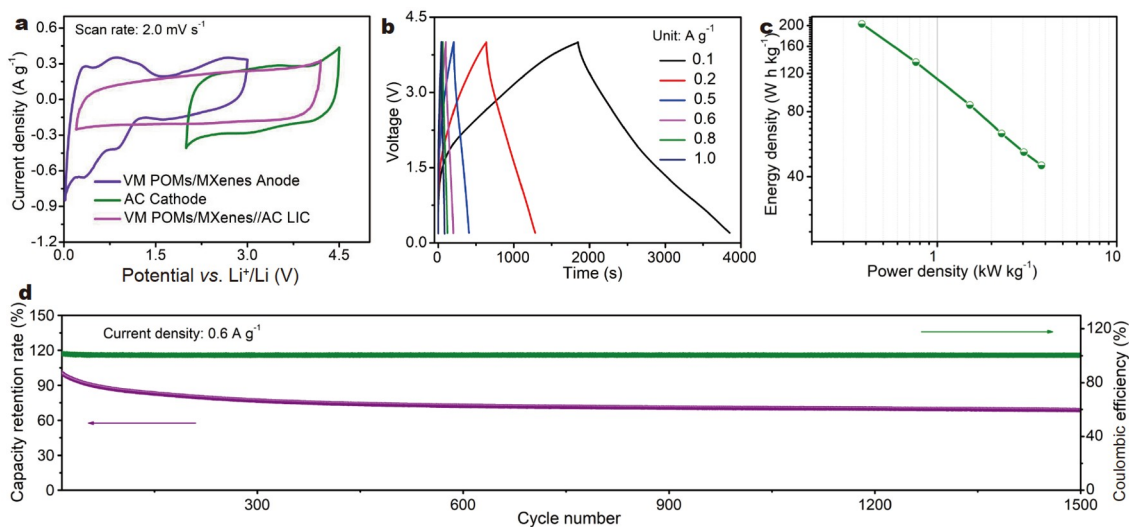 a
Scan rate: 2.0 mV s⁻¹
0.6
0.3
0.0
-0.3
-0.6
-0.9
-1.2
Current density (A g⁻¹)
VM POMs/MXenes Anode
AC Cathode
VM POMs/MXenes//AC LIC
0.0 1.5 3.0 4.5
Potential vs. Li⁺/Li (V)
b
Unit: A g⁻¹
0.1
0.2
0.5
0.6
0.8
1.0
4.5
3.0
1.5
0.0
Voltage (V)
0 1000 2000 3000 4000
Time (s)
c
200
160
120
80
40
Energy density (W h kg⁻¹)
1 10
Power density (kW kg⁻¹)
d
Current density: 0.6 A g⁻¹
150
120
90
75
60
30
0
Capacity retention rate (%)
120
80
40
0
Coulombic efficiency (%)
300 600 900 1200 1500
Cycle number